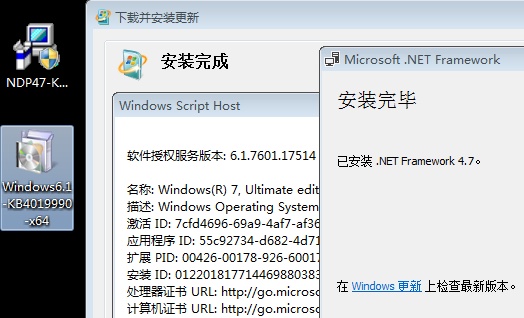 NDP47-K...
Windows6.1
-KB4019990
-x64
下载并安装更新
安装完成
Windows Script Host
软件授权服务版本: 6.1.7601.17514
名称: Windows(R) 7, Ultimate edit
描述: Windows Operating System
激活 ID: 7cfd4696-69a9-4af7-af36
应用程序 ID: 55c92734-d682-4d71
扩展 PID: 00426-00178-926-6001
安装 ID: 012201817714469880383
处理器证书 URL: http://go.microso
计算机证书 URL: http://go.microso
Microsoft .NET Framework
安装完毕
已安装 .NET Framework 4.7。
在 Windows 更新 上检查最新版本。